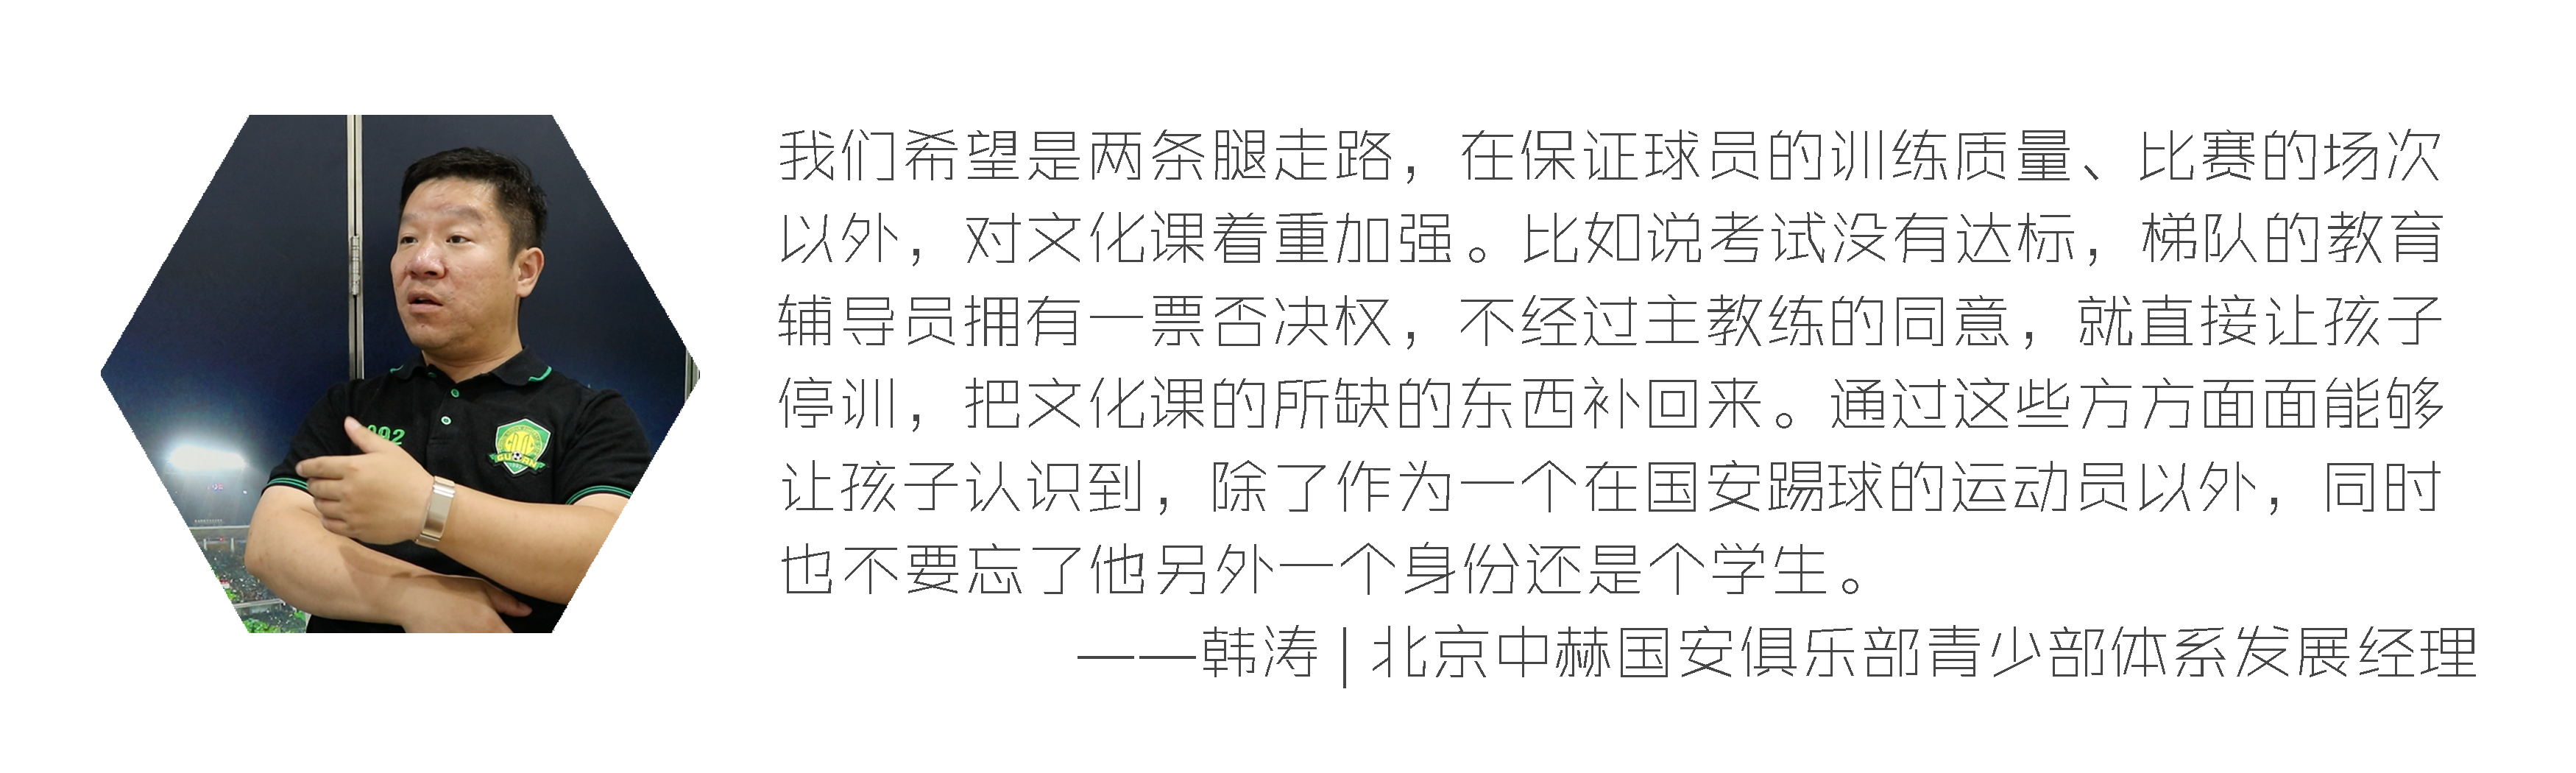 我们希望是两条腿走路，在保证球员的训练质量、比赛的场次
以外，对文化课着重加强。比如说考试没有达标，梯队的教育
辅导员拥有一票否决权，不经过主教练的同意，就直接让孩子
停训，把文化课的所缺的东西补回来。通过这些方方面面能够
让孩子认识到，除了作为一个在国安踢球的运动员以外，同时
也不要忘了他另外一个身份还是个学生。
——韩涛 | 北京中赫国安俱乐部青少部体系发展经理
GUOAN